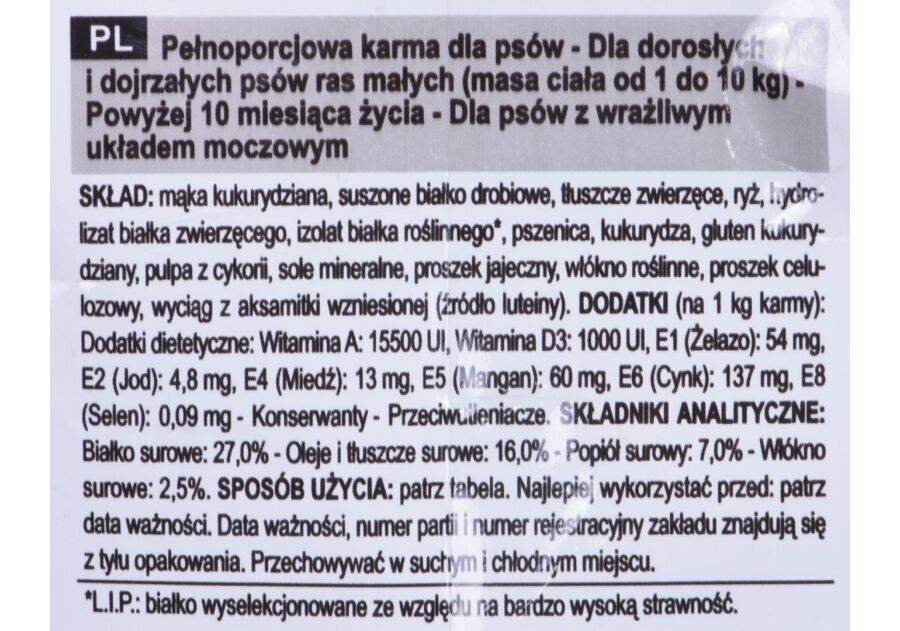 PL Pełnoporcjowa karma dla psów - Dla dorosłych
i dojrzałych psów ras małych (masa ciała od 1 do 10 kg) -
Powyżej 10 miesiąca życia - Dla psów z wrażliwym
układem moczowym
SKŁAD: mąka kukurydziana, suszone białko drobiowe, tłuszcze zwierzęce, ryż, hydro-
lizat białka zwierzęcego, izolat białka roślinnego*, pszenica, kukurydza, gluten kukury-
dziany, pulpa z cykorii, sole mineralne, proszek jajeczny, włókno roślinne, proszek celu-
lozowy, wyciąg z aksamitki wzniesionej (źródło luteiny). DODATKI (na 1 kg karmy):
Dodatki dietetyczne: Witamina A: 15500 UI, Witamina D3: 1000 UI, E1 (Żelazo): 54 mg,
E2 (Jod): 4,8 mg, E4 (Miedź): 13 mg, E5 (Mangan): 60 mg, E6 (Cynk): 137 mg, E8
(Selen): 0,09 mg - Konserwanty - Przeciwutleniacze. SKŁADNIKI ANALITYCZNE:
Białko surowe: 27,0% - Oleje i tłuszcze surowe: 16,0% - Popiół surowy: 7,0% - Włókno
surowe: 2,5%. SPOSÓB UŻYCIA: patrz tabela. Najlepiej wykorzystać przed: patrz
data ważności. Data ważności, numer partii i numer rejestracyjny zakładu znajdują się
z tyłu opakowania. Przechowywać w suchym i chłodnym miejscu.
*L.I.P.: białko wyselekcjonowane ze względu na bardzo wysoką strawność.